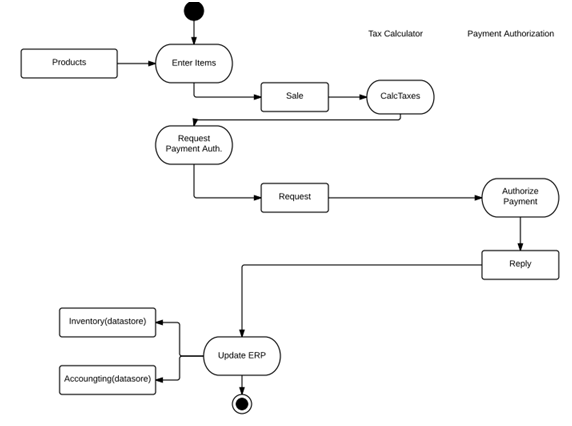 Tax Calculator
Payment Authorization
Products
Enter Items
Sale
CalcTaxes
Request
Payment Auth.
Request
Authorize
Payment
Reply
Inventory(datastore)
Update ERP
Accoungting(datasore)